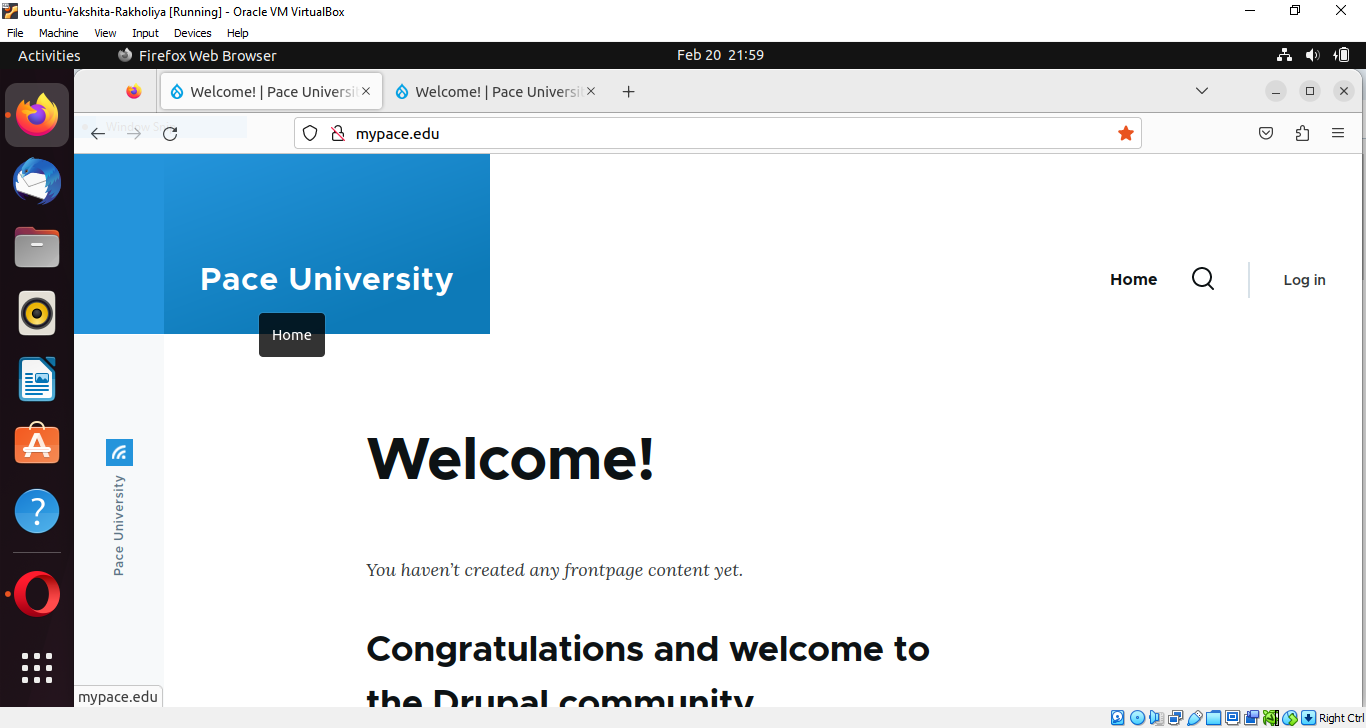 ubuntu-Yakshita-Rakholiya [Running] - Oracle VM VirtualBox
File Machine View Input Devices Help
Activities Firefox Web Browser Feb 20 21:59
Welcome! | Pace Universi Welcome! | Pace Universit
mypace.edu
Pace University
Home Log in
Home
Welcome!
Pace University
You haven't created any frontpage content yet.
Congratulations and welcome to
the Drupal community
mypace.edu
Right Ctrl